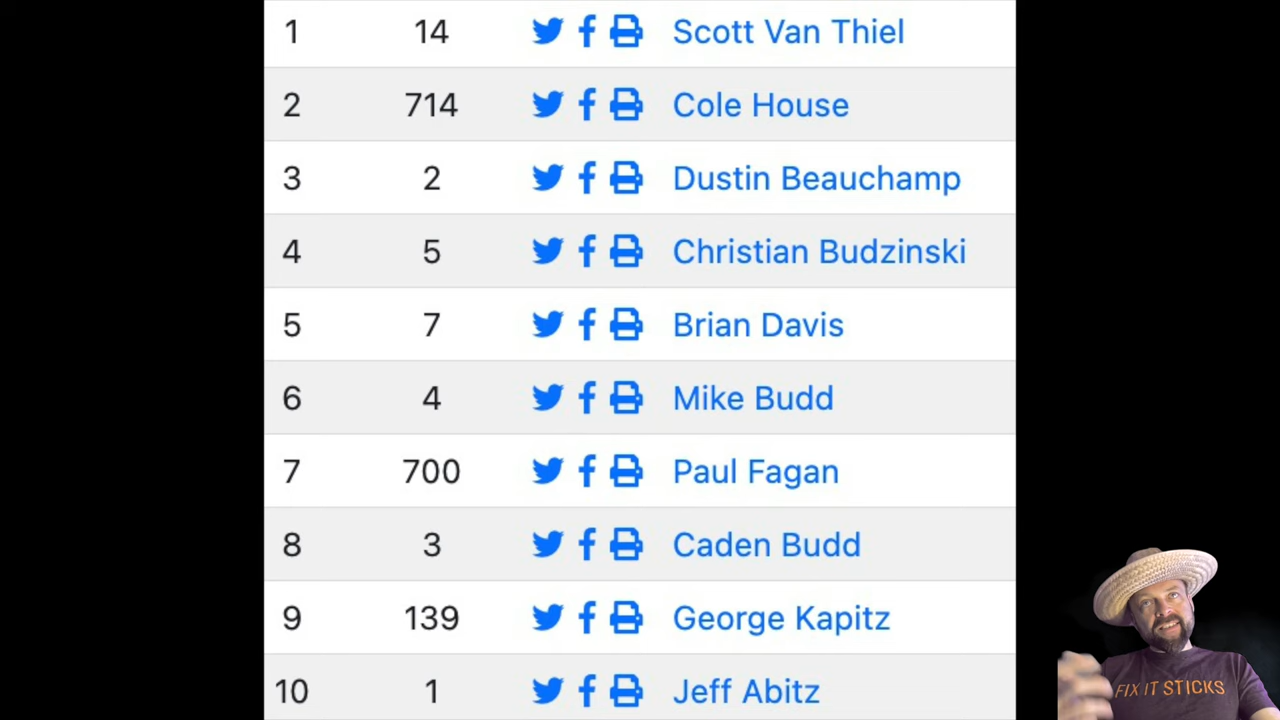 1 14 Scott Van Thiel
2 714 Cole House
3 2 Dustin Beauchamp
4 5 Christian Budzinski
5 7 Brian Davis
6 4 Mike Budd
7 700 Paul Fagan
8 3 Caden Budd
9 139 George Kapitz
10 1 Jeff Abitz
FIX IT STICKS